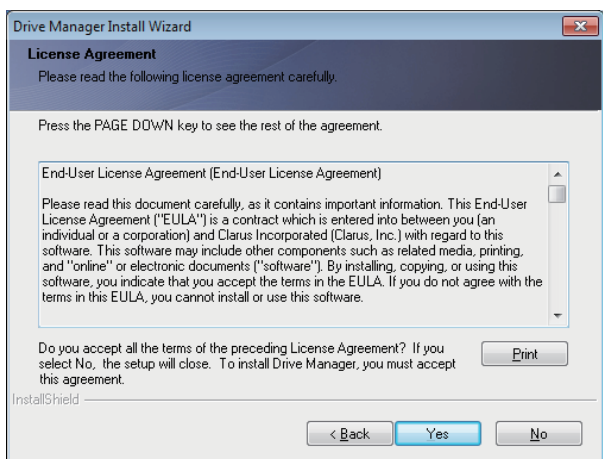 Drive Manager Install Wizard
License Agreement
Please read the following license agreement carefully.
Press the PAGE DOWN key to see the rest of the agreement.
End-User License Agreement (End-User License Agreement)
Please read this document carefully, as it contains important information. This End-User
License Agreement ("EULA") is a contract which is entered into between you (an
individual or a corporation) and Clarus Incorporated (Clarus, Inc.) with regard to this
software. This software may include other components such as related media, printing,
and "online" or electronic documents ("software"). By installing, copying, or using this
software, you indicate that you accept the terms in the EULA. If you do not agree with the
terms in this EULA, you cannot install or use this software.
Do you accept all the terms of the preceding License Agreement? If you
select No, the setup will close. To install Drive Manager, you must accept
this agreement.
Print
InstallShield
< Back
Yes
No